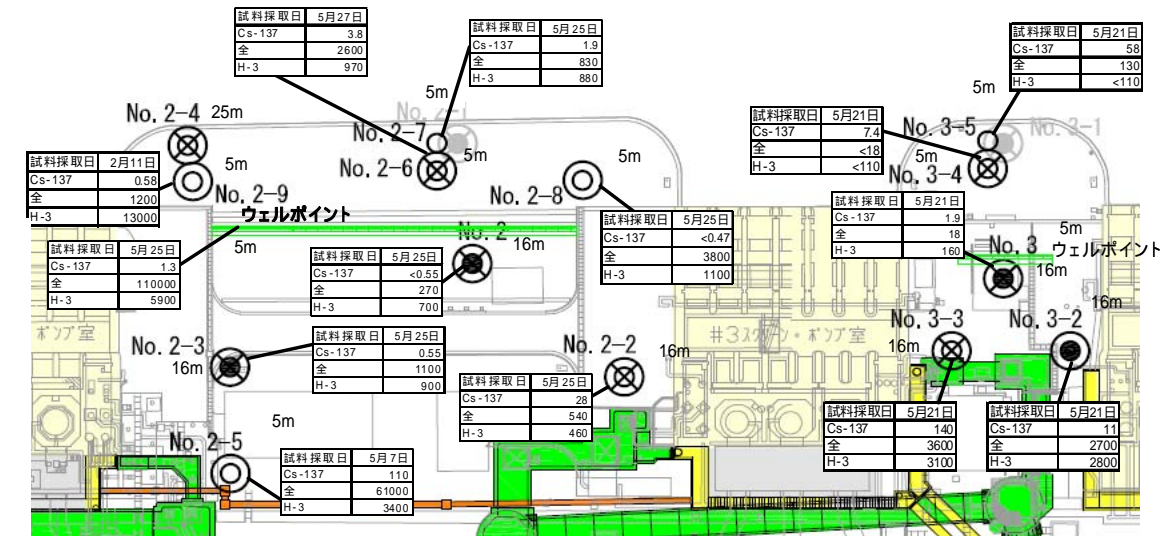 試料採取日 5月27日
Cs-137 3.8
全 2600
H-3 970
試料採取日 5月25日
Cs-137 1.9
全 830
H-3 880
試料採取日 5月21日
Cs-137 58
全 130
H-3 <110
5m
5m
No. 2-4 25m
No. 2-1
No. 2-7
5m
No. 2-6
試料採取日 5月21日
Cs-137 7.4
全 <18
H-3 <110
No. 3-5
No. 3-1
5m
No. 3-4
試料採取日 2月11日
Cs-137 0.58
全 1200
H-3 13000
5m
No. 2-9
No. 2-8
5m
ウェルポイント
試料採取日 5月21日
Cs-137 1.9
全 18
H-3 160
試料採取日 5月25日
Cs-137 <0.47
全 3800
H-3 1100
5m
No. 2
16m
No. 3
5m
ウェルポイント
16m
試料採取日 5月25日
Cs-137 1.3
全 110000
H-3 5900
試料採取日 5月25日
Cs-137 <0.55
全 270
H-3 700
16m
ポンプ室
No. 2-3
16m
試料採取日 5月25日
Cs-137 0.55
全 1100
H-3 900
No. 2-2
16m
#3スクリーン・ポンプ室
No. 3-3
16m
No. 3-2
試料採取日 5月25日
Cs-137 28
全 540
H-3 460
試料採取日 5月21日
Cs-137 140
全 3600
H-3 3100
試料採取日 5月21日
Cs-137 11
全 2700
H-3 2800
5m
No. 2-5
試料採取日 5月7日
Cs-137 110
全 61000
H-3 3400